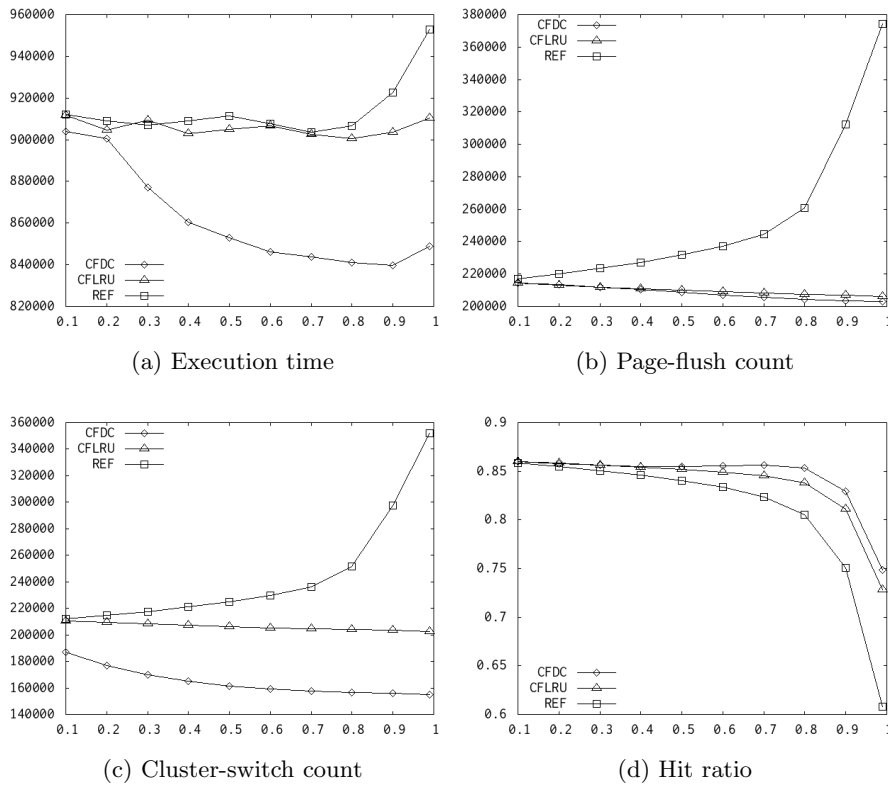 960000
940000
920000
900000
880000
860000
840000
820000
CFDC
CFLRU
REF
0.1 0.2 0.3 0.4 0.5 0.6 0.7 0.8 0.9 1
(a) Execution time
380000
360000
340000
320000
300000
280000
260000
240000
220000
200000
CFDC
CFLRU
REF
0.1 0.2 0.3 0.4 0.5 0.6 0.7 0.8 0.9 1
(b) Page-flush count
360000
340000
320000
300000
280000
260000
240000
220000
200000
180000
160000
140000
CFDC
CFLRU
REF
0.1 0.2 0.3 0.4 0.5 0.6 0.7 0.8 0.9 1
(c) Cluster-switch count
0.9
0.85
0.8
0.75
0.7
0.65
0.6
CFDC
CFLRU
REF
0.1 0.2 0.3 0.4 0.5 0.6 0.7 0.8 0.9 1
(d) Hit ratio